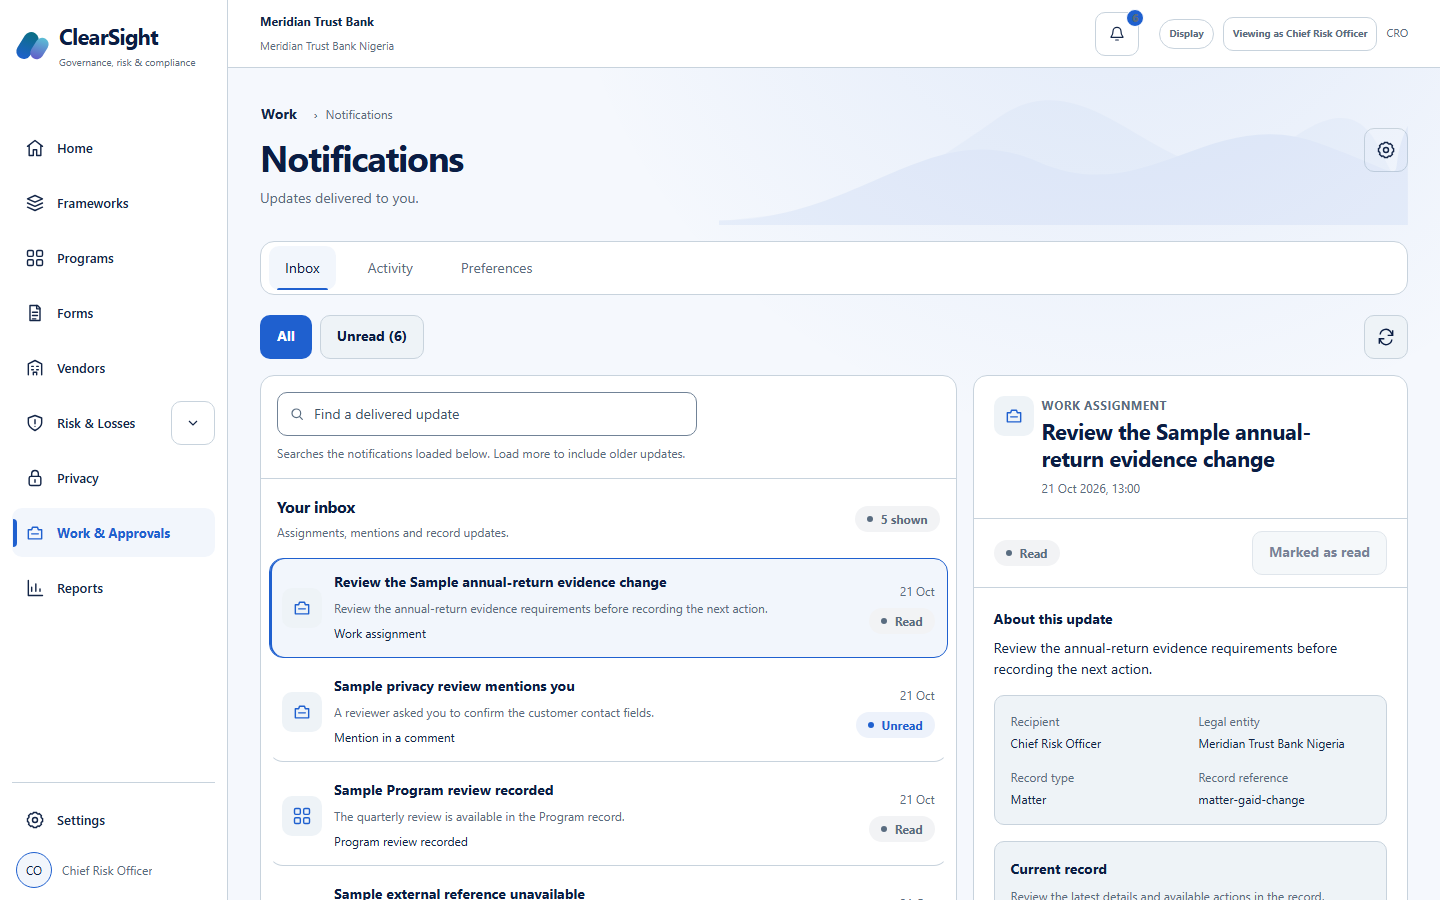 ClearSight
Governance, risk & compliance
Home
Frameworks
Programs
Forms
Vendors
Risk & Losses
Privacy
Work & Approvals
Reports
Settings
CO
Chief Risk Officer
Meridian Trust Bank
Meridian Trust Bank Nigeria
Display
Viewing as Chief Risk Officer
CRO
Work › Notifications
Notifications
Updates delivered to you.
Inbox
Activity
Preferences
All
Unread (6)
Find a delivered update
Searches the notifications loaded below. Load more to include older updates.
Your inbox
Assignments, mentions and record updates.
5 shown
Review the Sample annual-return evidence change
Review the annual-return evidence requirements before recording the next action.
Work assignment
21 Oct
Read
Sample privacy review mentions you
A reviewer asked you to confirm the customer contact fields.
Mention in a comment
21 Oct
Unread
Sample Program review recorded
The quarterly review is available in the Program record.
Program review recorded
21 Oct
Read
Sample external reference unavailable
WORK ASSIGNMENT
Review the Sample annual-
return evidence change
21 Oct 2026, 13:00
Read
Marked as read
About this update
Review the annual-return evidence requirements before
recording the next action.
Recipient
Chief Risk Officer
Legal entity
Meridian Trust Bank Nigeria
Record type
Matter
Record reference
matter-gaid-change
Current record
Review the latest details and available actions in the record.